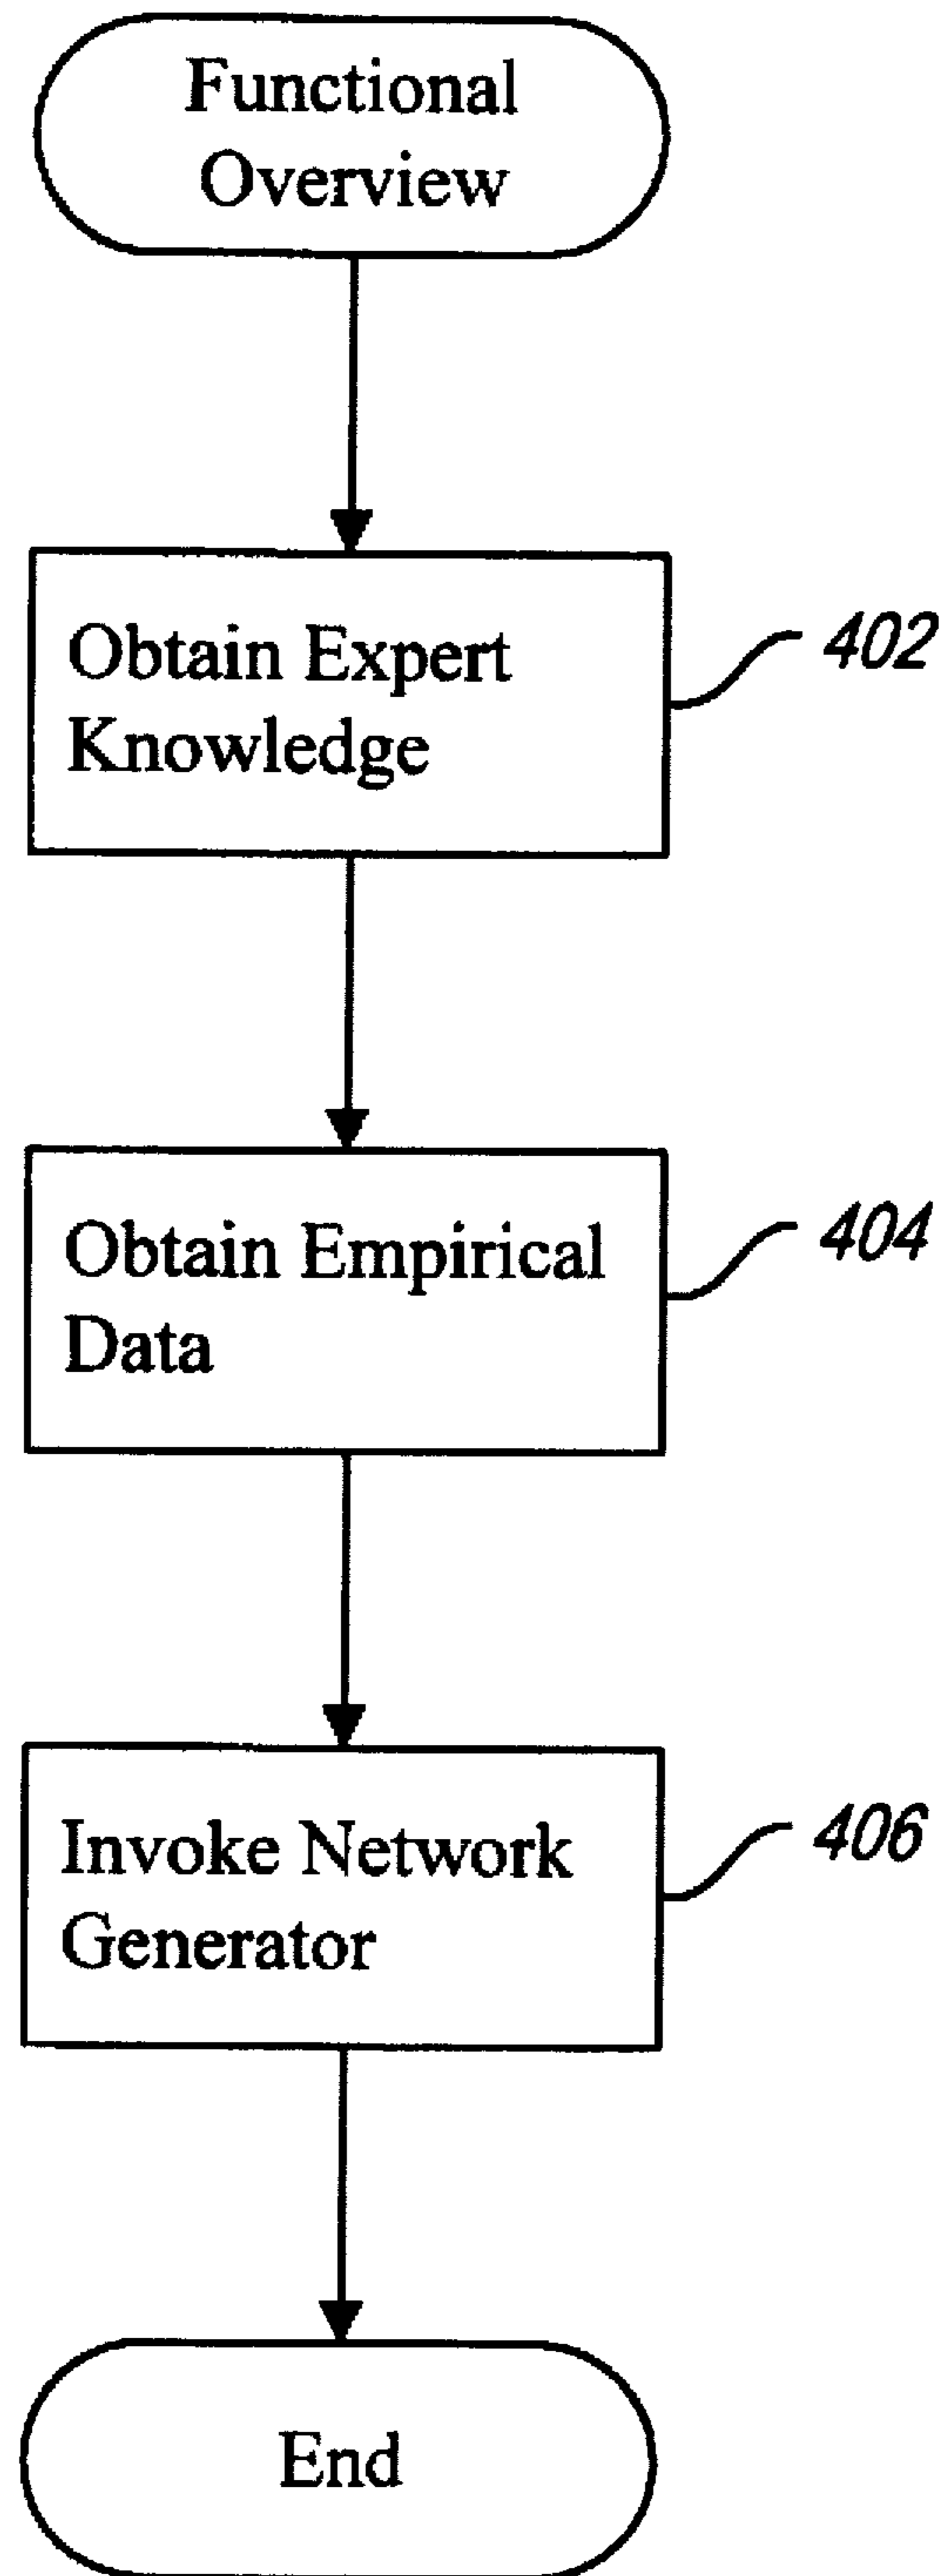 Functional
Overview
Obtain Expert
Knowledge
402
Obtain Empirical
Data
404
Invoke Network
Generator
406
End